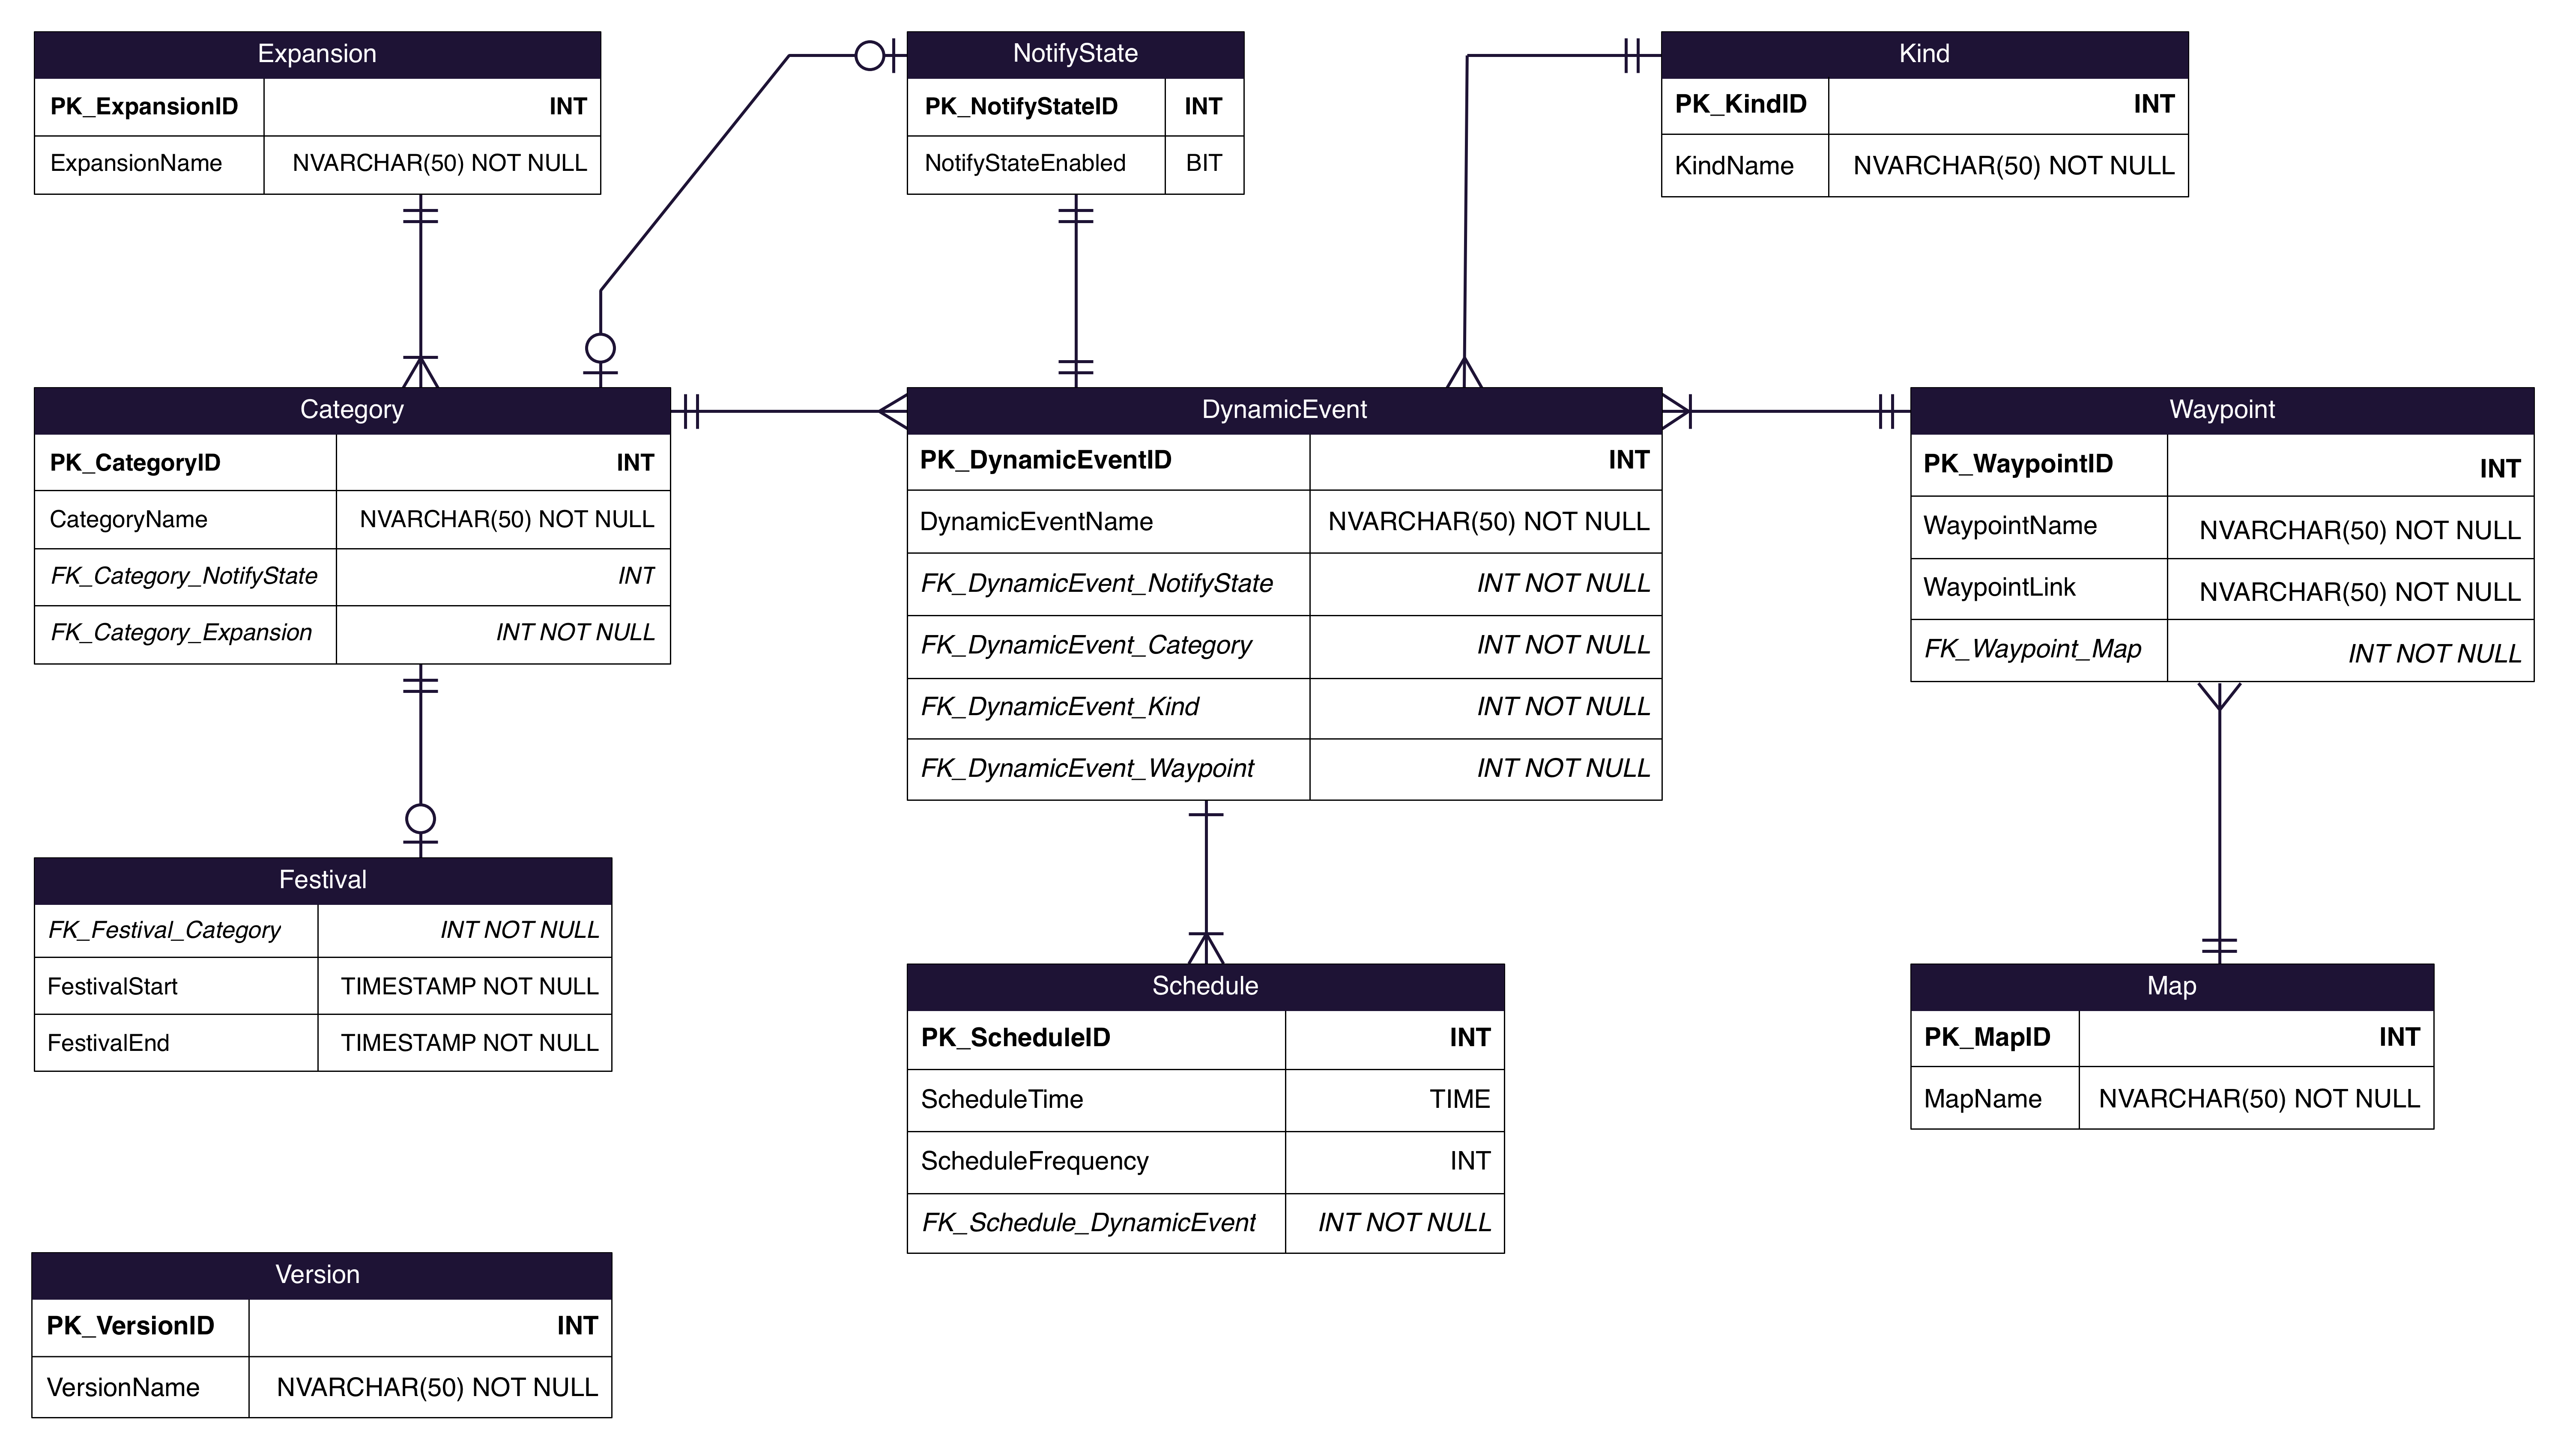 Expansion
PK_ExpansionID INT
ExpansionName NVARCHAR(50) NOT NULL
NotifyState
PK_NotifyStateID INT
NotifyStateEnabled BIT
Kind
PK_KindID INT
KindName NVARCHAR(50) NOT NULL
Category
PK_CategoryID INT
CategoryName NVARCHAR(50) NOT NULL
FK_Category_NotifyState INT
FK_Category_Expansion INT NOT NULL
DynamicEvent
PK_DynamicEventID INT
DynamicEventName NVARCHAR(50) NOT NULL
FK_DynamicEvent_NotifyState INT NOT NULL
FK_DynamicEvent_Category INT NOT NULL
FK_DynamicEvent_Kind INT NOT NULL
FK_DynamicEvent_Waypoint INT NOT NULL
Waypoint
PK_WaypointID INT
WaypointName NVARCHAR(50) NOT NULL
WaypointLink NVARCHAR(50) NOT NULL
FK_Waypoint_Map INT NOT NULL
Festival
FK_Festival_Category INT NOT NULL
FestivalStart TIMESTAMP NOT NULL
FestivalEnd TIMESTAMP NOT NULL
Schedule
PK_ScheduleID INT
ScheduleTime TIME
ScheduleFrequency INT
FK_Schedule_DynamicEvent INT NOT NULL
Map
PK_MapID INT
MapName NVARCHAR(50) NOT NULL
Version
PK_VersionID INT
VersionName NVARCHAR(50) NOT NULL